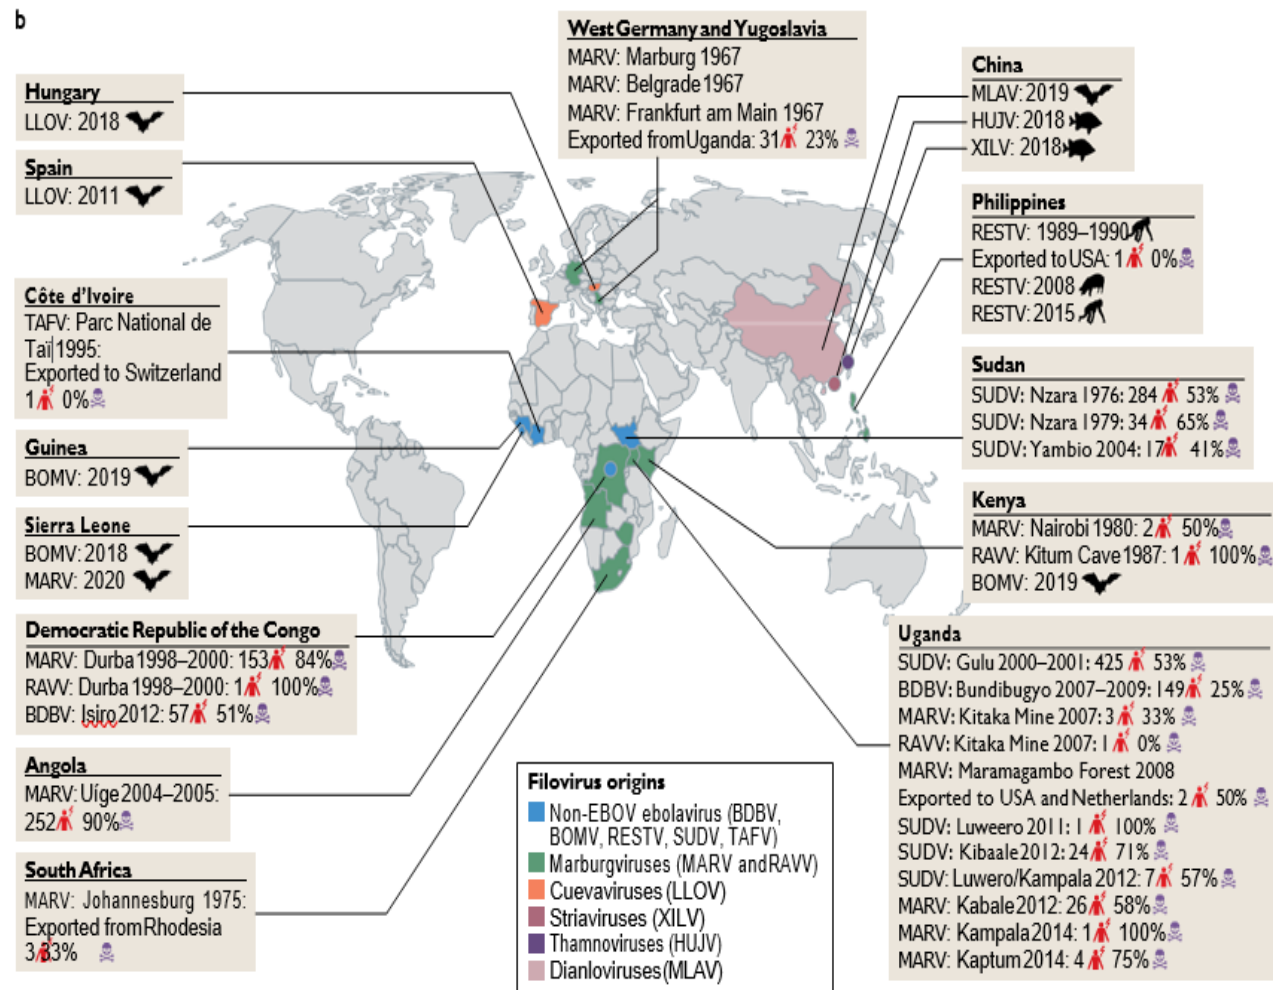 b
West Germany and Yugoslavia
MARV: Marburg 1967
MARV: Belgrade 1967
MARV: Frankfurt am Main 1967
Exported from Uganda: 31 23%
Hungary
LLOV: 2018
Spain
LLOV: 2011
China
MLAV: 2019
HUJV: 2018
XILV: 2018
Philippines
RESTV: 1989–1990
Exported to USA: 1 0%
RESTV: 2008
RESTV: 2015
Côte d'Ivoire
TAFV: Parc National de
Taï 1995:
Exported to Switzerland
1 0%
Sudan
SUDV: Nzara 1976: 284 53%
SUDV: Nzara 1979: 34 65%
SUDV: Yambio 2004: 17 41%
Guinea
BOMV: 2019
Sierra Leone
BOMV: 2018
MARV: 2020
Kenya
MARV: Nairobi 1980: 2 50%
RAVV: Kitum Cave 1987: 1 100%
BOMV: 2019
Democratic Republic of the Congo
MARV: Durba 1998–2000: 153 84%
RAVV: Durba 1998–2000: 1 100%
BDBV: Isiro 2012: 57 51%
Uganda
SUDV: Gulu 2000–2001: 425 53%
BDBV: Bundibugyo 2007–2009: 149 25%
MARV: Kitaka Mine 2007: 3 33%
RAVV: Kitaka Mine 2007: 1 0%
MARV: Maramagambo Forest 2008
Exported to USA and Netherlands: 2 50%
SUDV: Luweero 2011: 1 100%
SUDV: Kibaale 2012: 24 71%
SUDV: Luwero/Kampala 2012: 7 57%
MARV: Kabale 2012: 26 58%
MARV: Kampala 2014: 1 100%
MARV: Kaptum 2014: 4 75%
Angola
MARV: Uíge 2004–2005:
252 90%
South Africa
MARV: Johannesburg 1975:
Exported from Rhodesia
3 33%
Filovirus origins
Non-EBOV ebolavirus (BDBV,
BOMV, RESTV, SUDV, TAFV)
Marburgviruses (MARV and RAVV)
Cuevaviruses (LLOV)
Striaviruses (XILV)
Thamnoviruses (HUJV)
Dianloviruses (MLAV)